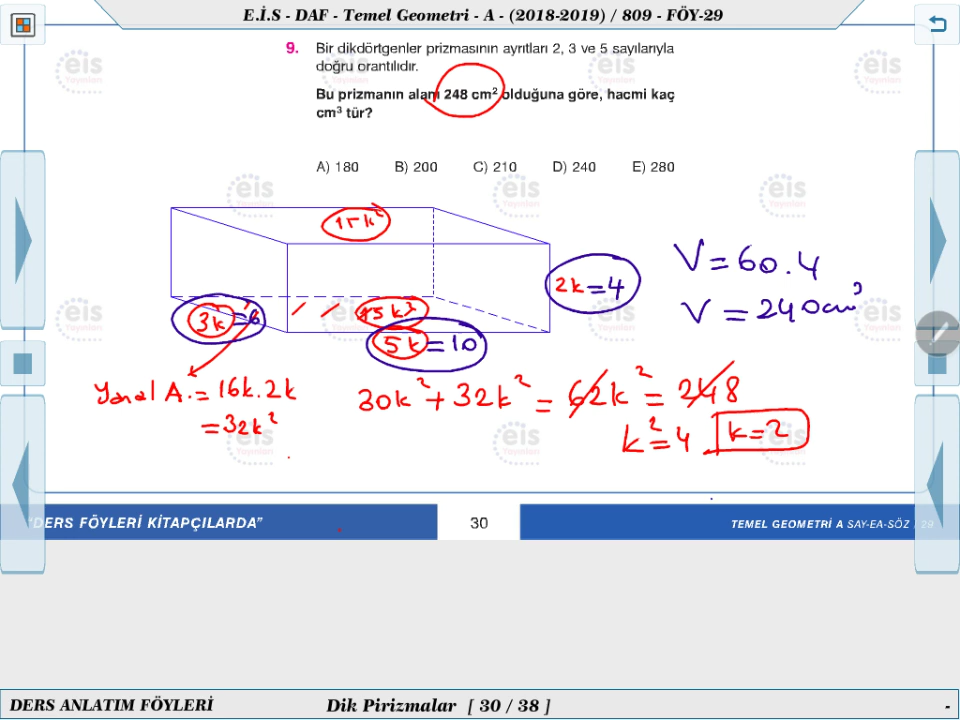 E.İ.S - DAF - Temel Geometri - A - (2018-2019) / 809 - FÖY-29
9. Bir dikdörtgenler prizmasının ayrıtları 2, 3 ve 5 sayılarıyla
doğru orantılıdır.
Bu prizmanın alanı 248 cm² olduğuna göre, hacmi kaç
cm³ tür?
A) 180 B) 200 C) 210 D) 240 E) 280
eis Yayınları
15k²
2k = 4
V = 60.4
V = 240cm³
3k = 6
15k²
5k = 10
Yanal A. = 16k.2k
= 32k²
30k² + 32k² = 62k² = 248
k² = 4 k = 2
"DERS FÖYLERİ KİTAPÇILARDA"
30
TEMEL GEOMETRİ A SAY-EA-SÖZ / 29
DERS ANLATIM FÖYLERİ
Dik Pirizmalar [ 30 / 38 ]
-